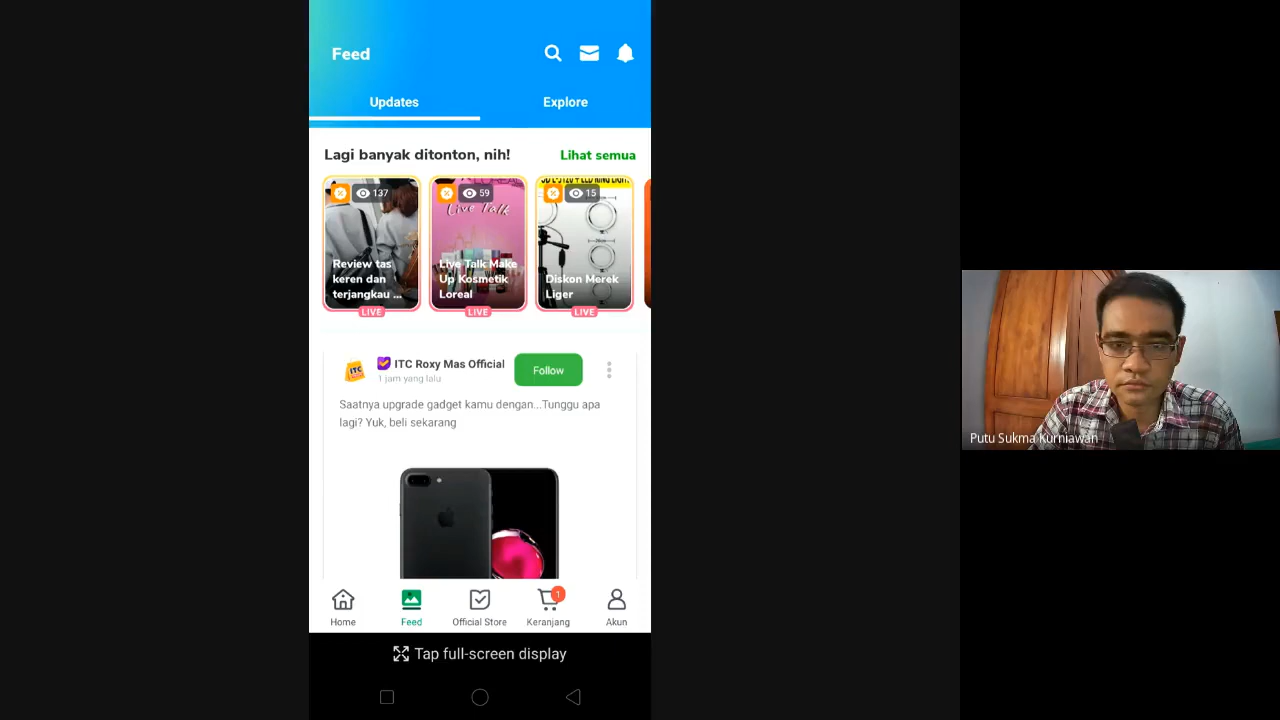 Feed
Updates
Explore
Lagi banyak ditonton, nih!
Lihat semua
137
Review tas
keren dan
terjangkau ...
LIVE
59
Live Talk
Live Talk Make
Up Kosmetik
Loreal
LIVE
15
Diskon Merek
Liger
LIVE
ITC
ITC Roxy Mas Official
1 jam yang lalu
Follow
Saatnya upgrade gadget kamu dengan...Tunggu apa
lagi? Yuk, beli sekarang
Home
Feed
Official Store
1
Keranjang
Akun
Tap full-screen display
Putu Sukma Kurniawan